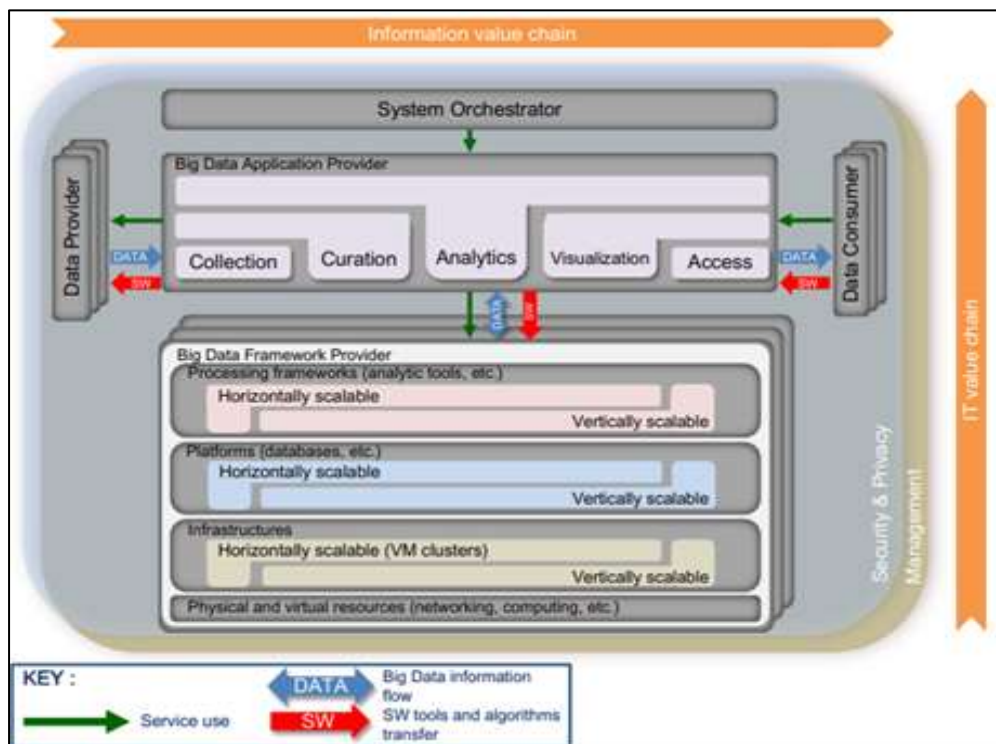 Information value chain
System Orchestrator
Big Data Application Provider
Data Provider
DATA
SW
Collection
Curation
Analytics
Visualization
Access
DATA
SW
Data Consumer
DATA
SW
IT value chain
Big Data Framework Provider
Processing frameworks (analytic tools, etc.)
Horizontally scalable
Vertically scalable
Platforms (databases, etc.)
Horizontally scalable
Vertically scalable
Infrastructures
Horizontally scalable (VM clusters)
Vertically scalable
Physical and virtual resources (networking, computing, etc.)
Security & Privacy
Management
KEY :
Service use
DATA
Big Data information
flow
SW
SW tools and algorithms
transfer